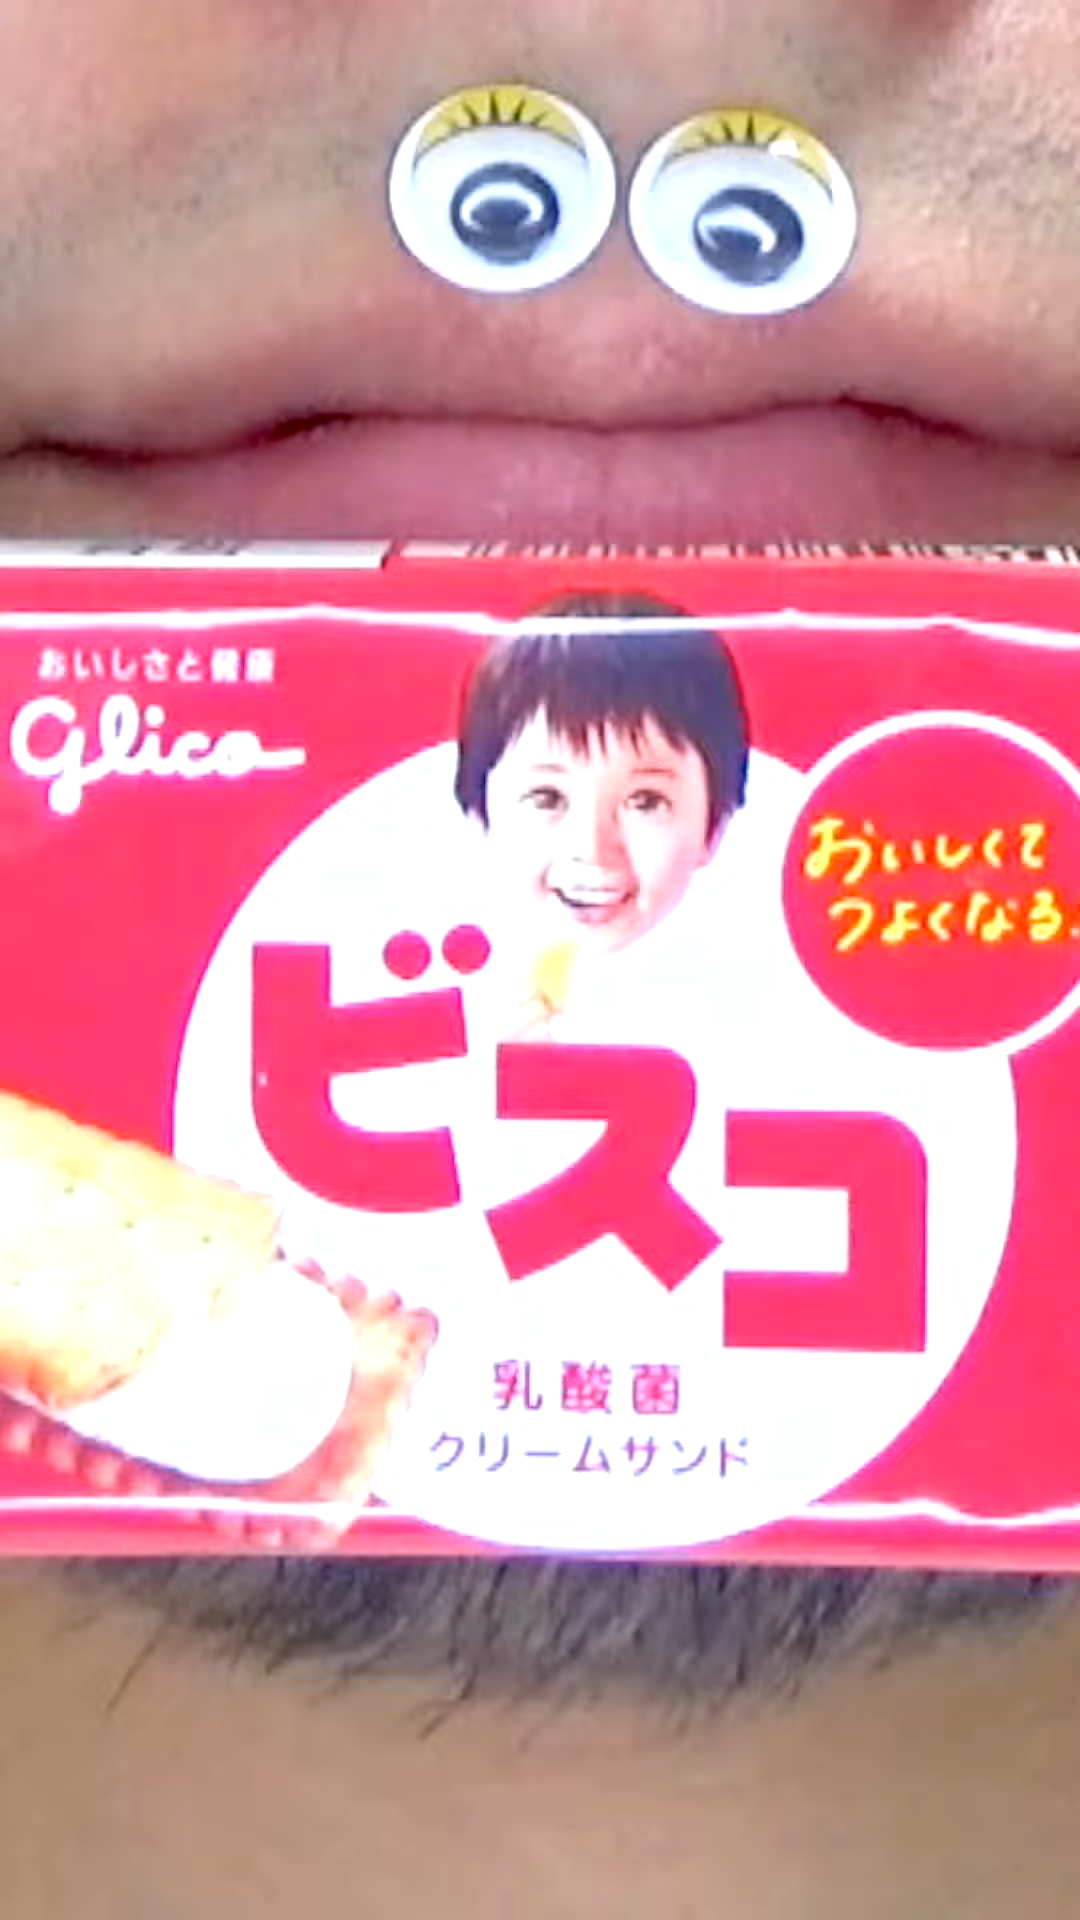 おいしさと健康
glico
おいしくて
つよくなる。
ビスコ
乳酸菌
クリームサンド